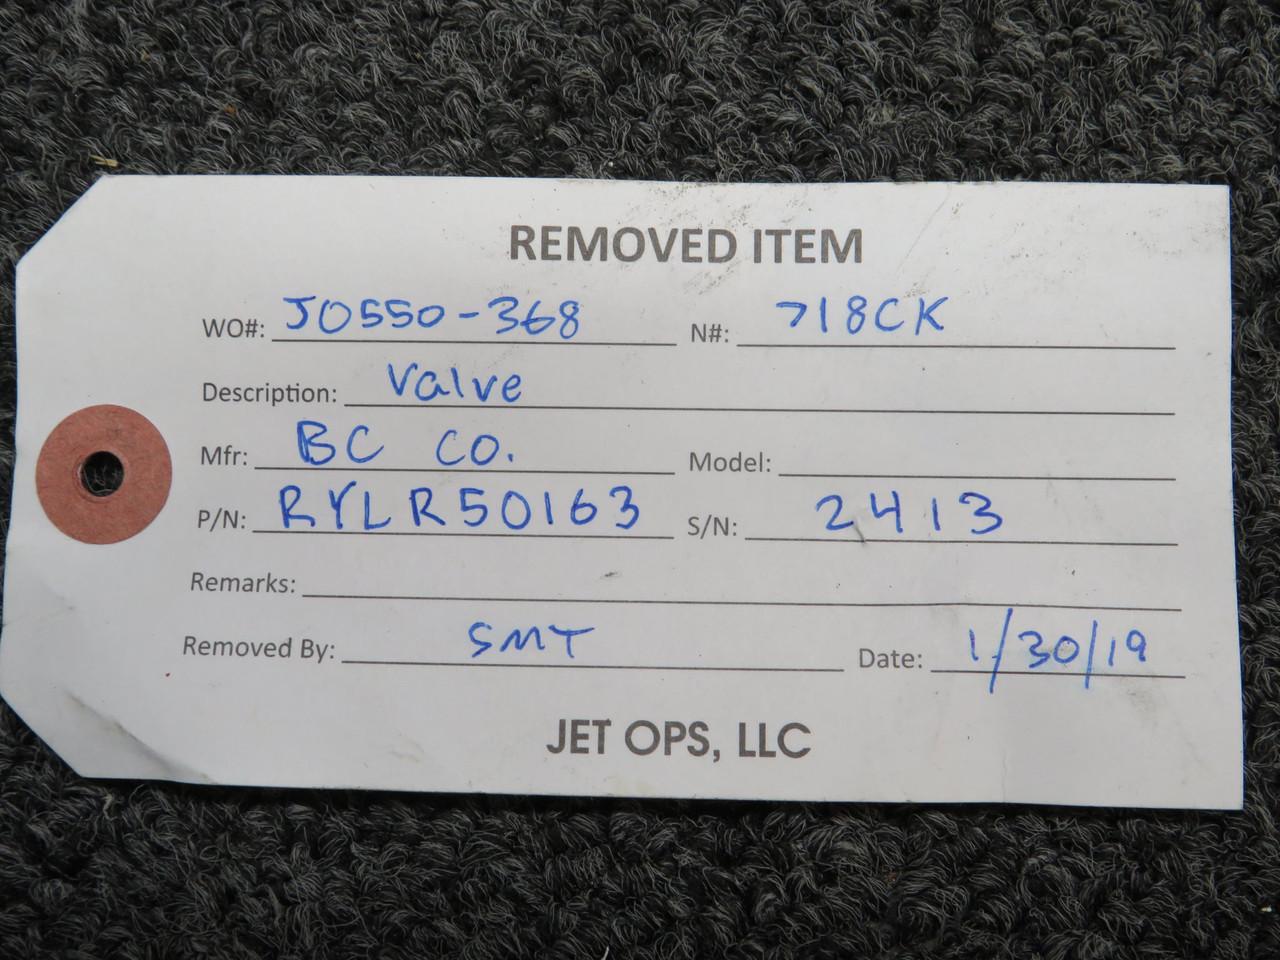 REMOVED ITEM
WO#: JO550-368 N#: 718CK
Description: Valve
Mfr: BC CO. Model:
P/N: RYLR50163 S/N: 2413
Remarks:
Removed By: SMT Date: 1/30/19
JET OPS, LLC